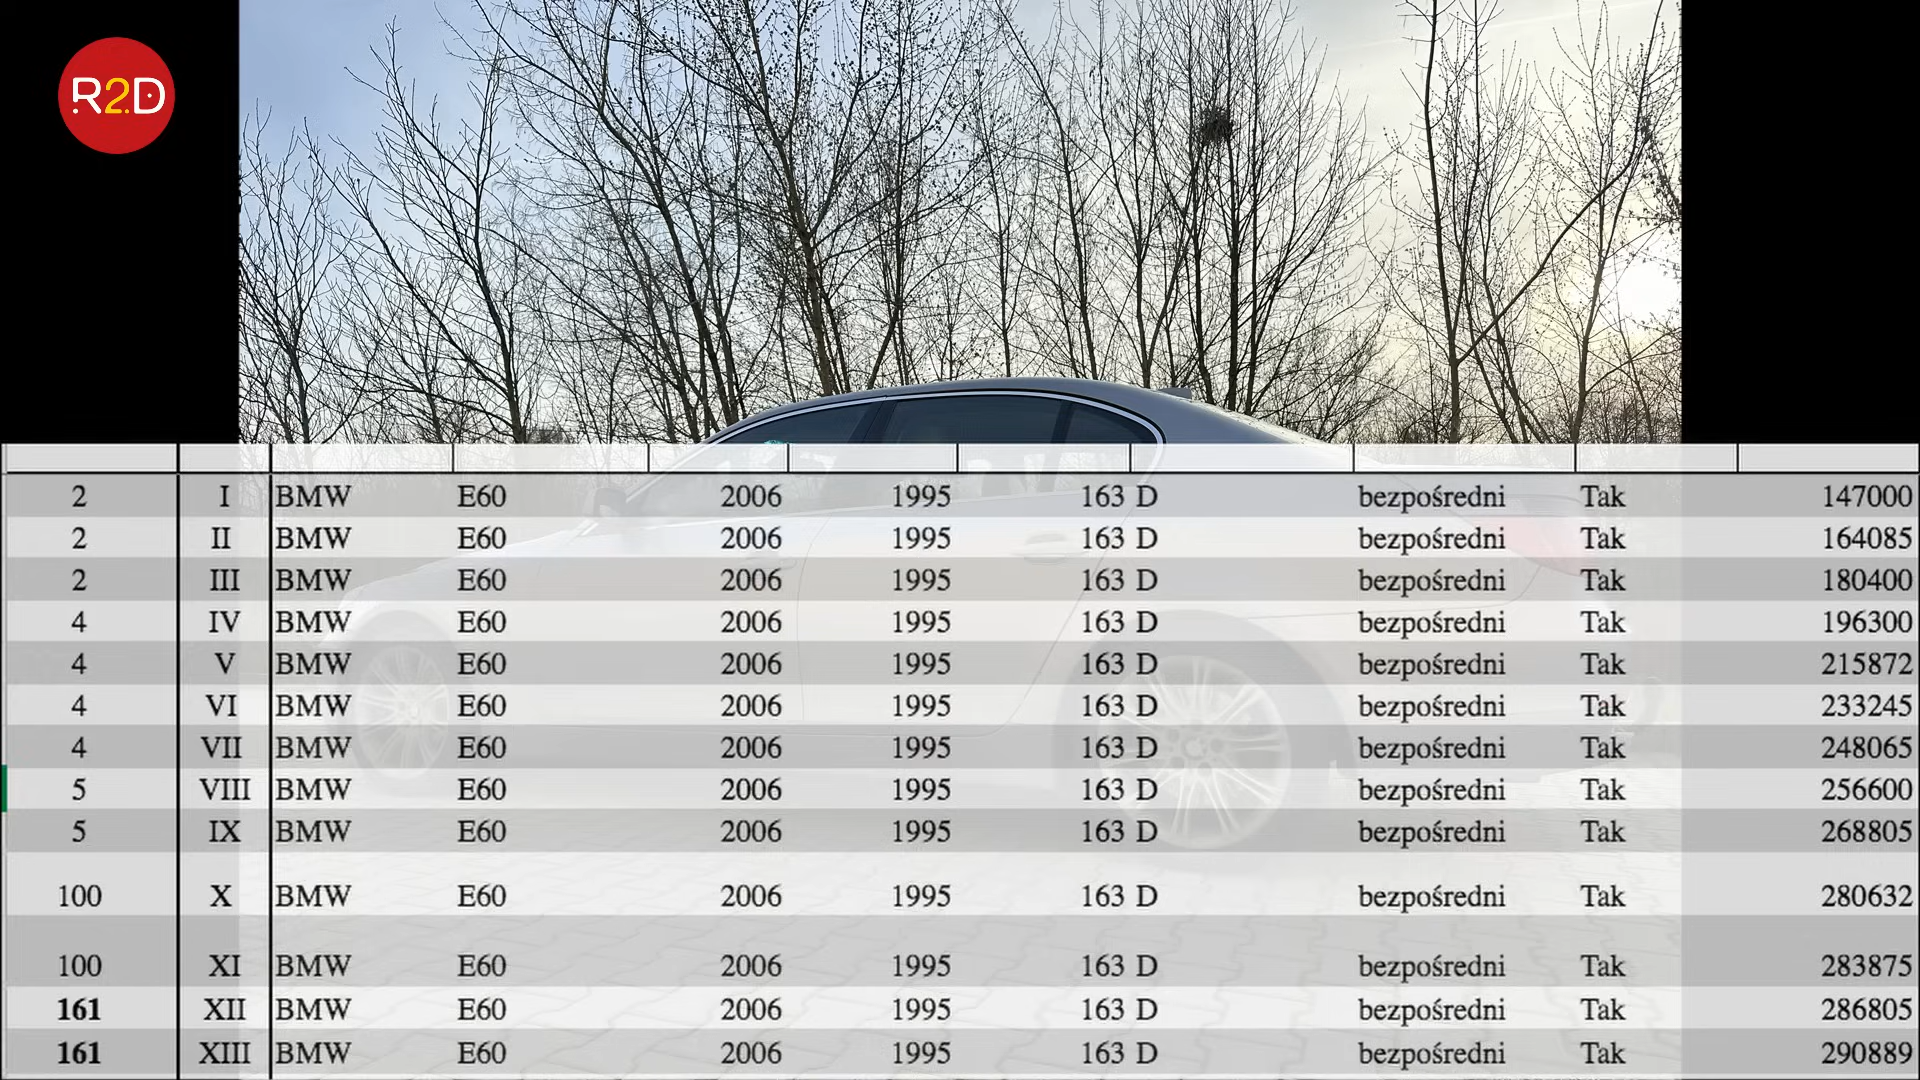 R2D
2 I BMW E60 2006 1995 163 D bezpośredni Tak 147000
2 II BMW E60 2006 1995 163 D bezpośredni Tak 164085
2 III BMW E60 2006 1995 163 D bezpośredni Tak 180400
4 IV BMW E60 2006 1995 163 D bezpośredni Tak 196300
4 V BMW E60 2006 1995 163 D bezpośredni Tak 215872
4 VI BMW E60 2006 1995 163 D bezpośredni Tak 233245
4 VII BMW E60 2006 1995 163 D bezpośredni Tak 248065
5 VIII BMW E60 2006 1995 163 D bezpośredni Tak 256600
5 IX BMW E60 2006 1995 163 D bezpośredni Tak 268805
100 X BMW E60 2006 1995 163 D bezpośredni Tak 280632
100 XI BMW E60 2006 1995 163 D bezpośredni Tak 283875
161 XII BMW E60 2006 1995 163 D bezpośredni Tak 286805
161 XIII BMW E60 2006 1995 163 D bezpośredni Tak 290889